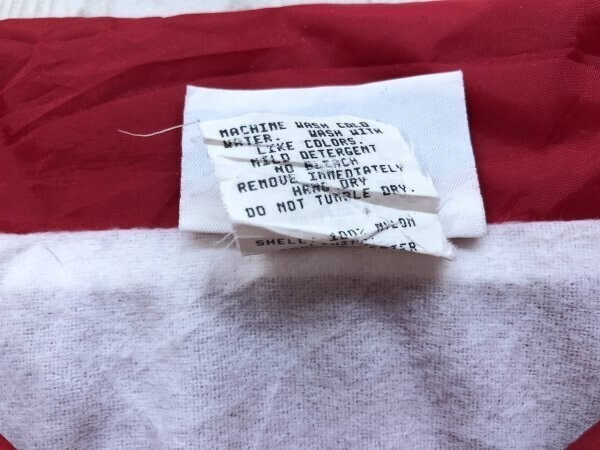 MACHINE WASH COLD
WATER. WASH WITH
LIKE COLORS.
MILD DETERGENT
NO BLEACH
REMOVE IMMEDIATELY
HANG DRY
DO NOT TUMBLE DRY.
SHELL: 100% NYLON